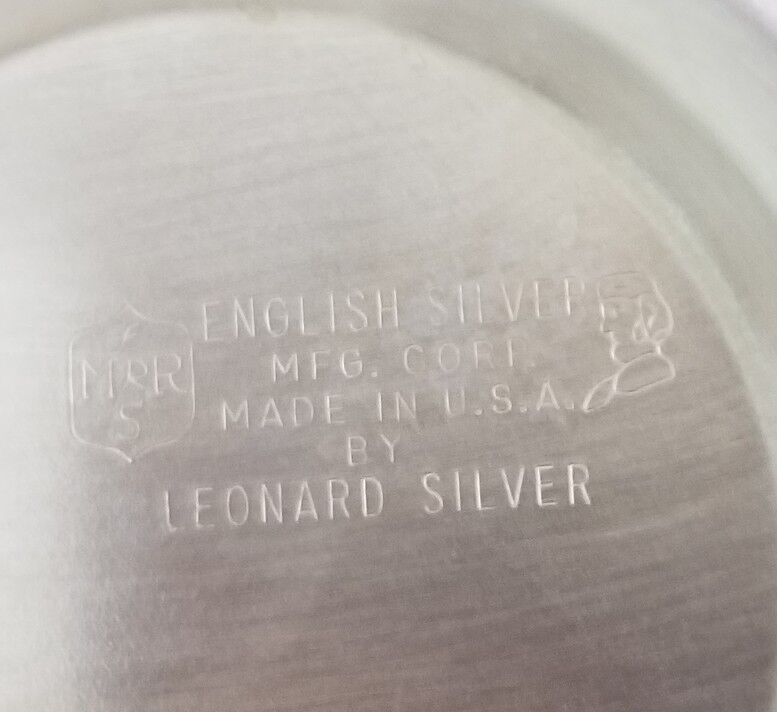 ENGLISH SILVER
MFG. CORP.
MADE IN U.S.A.
BY
LEONARD SILVER